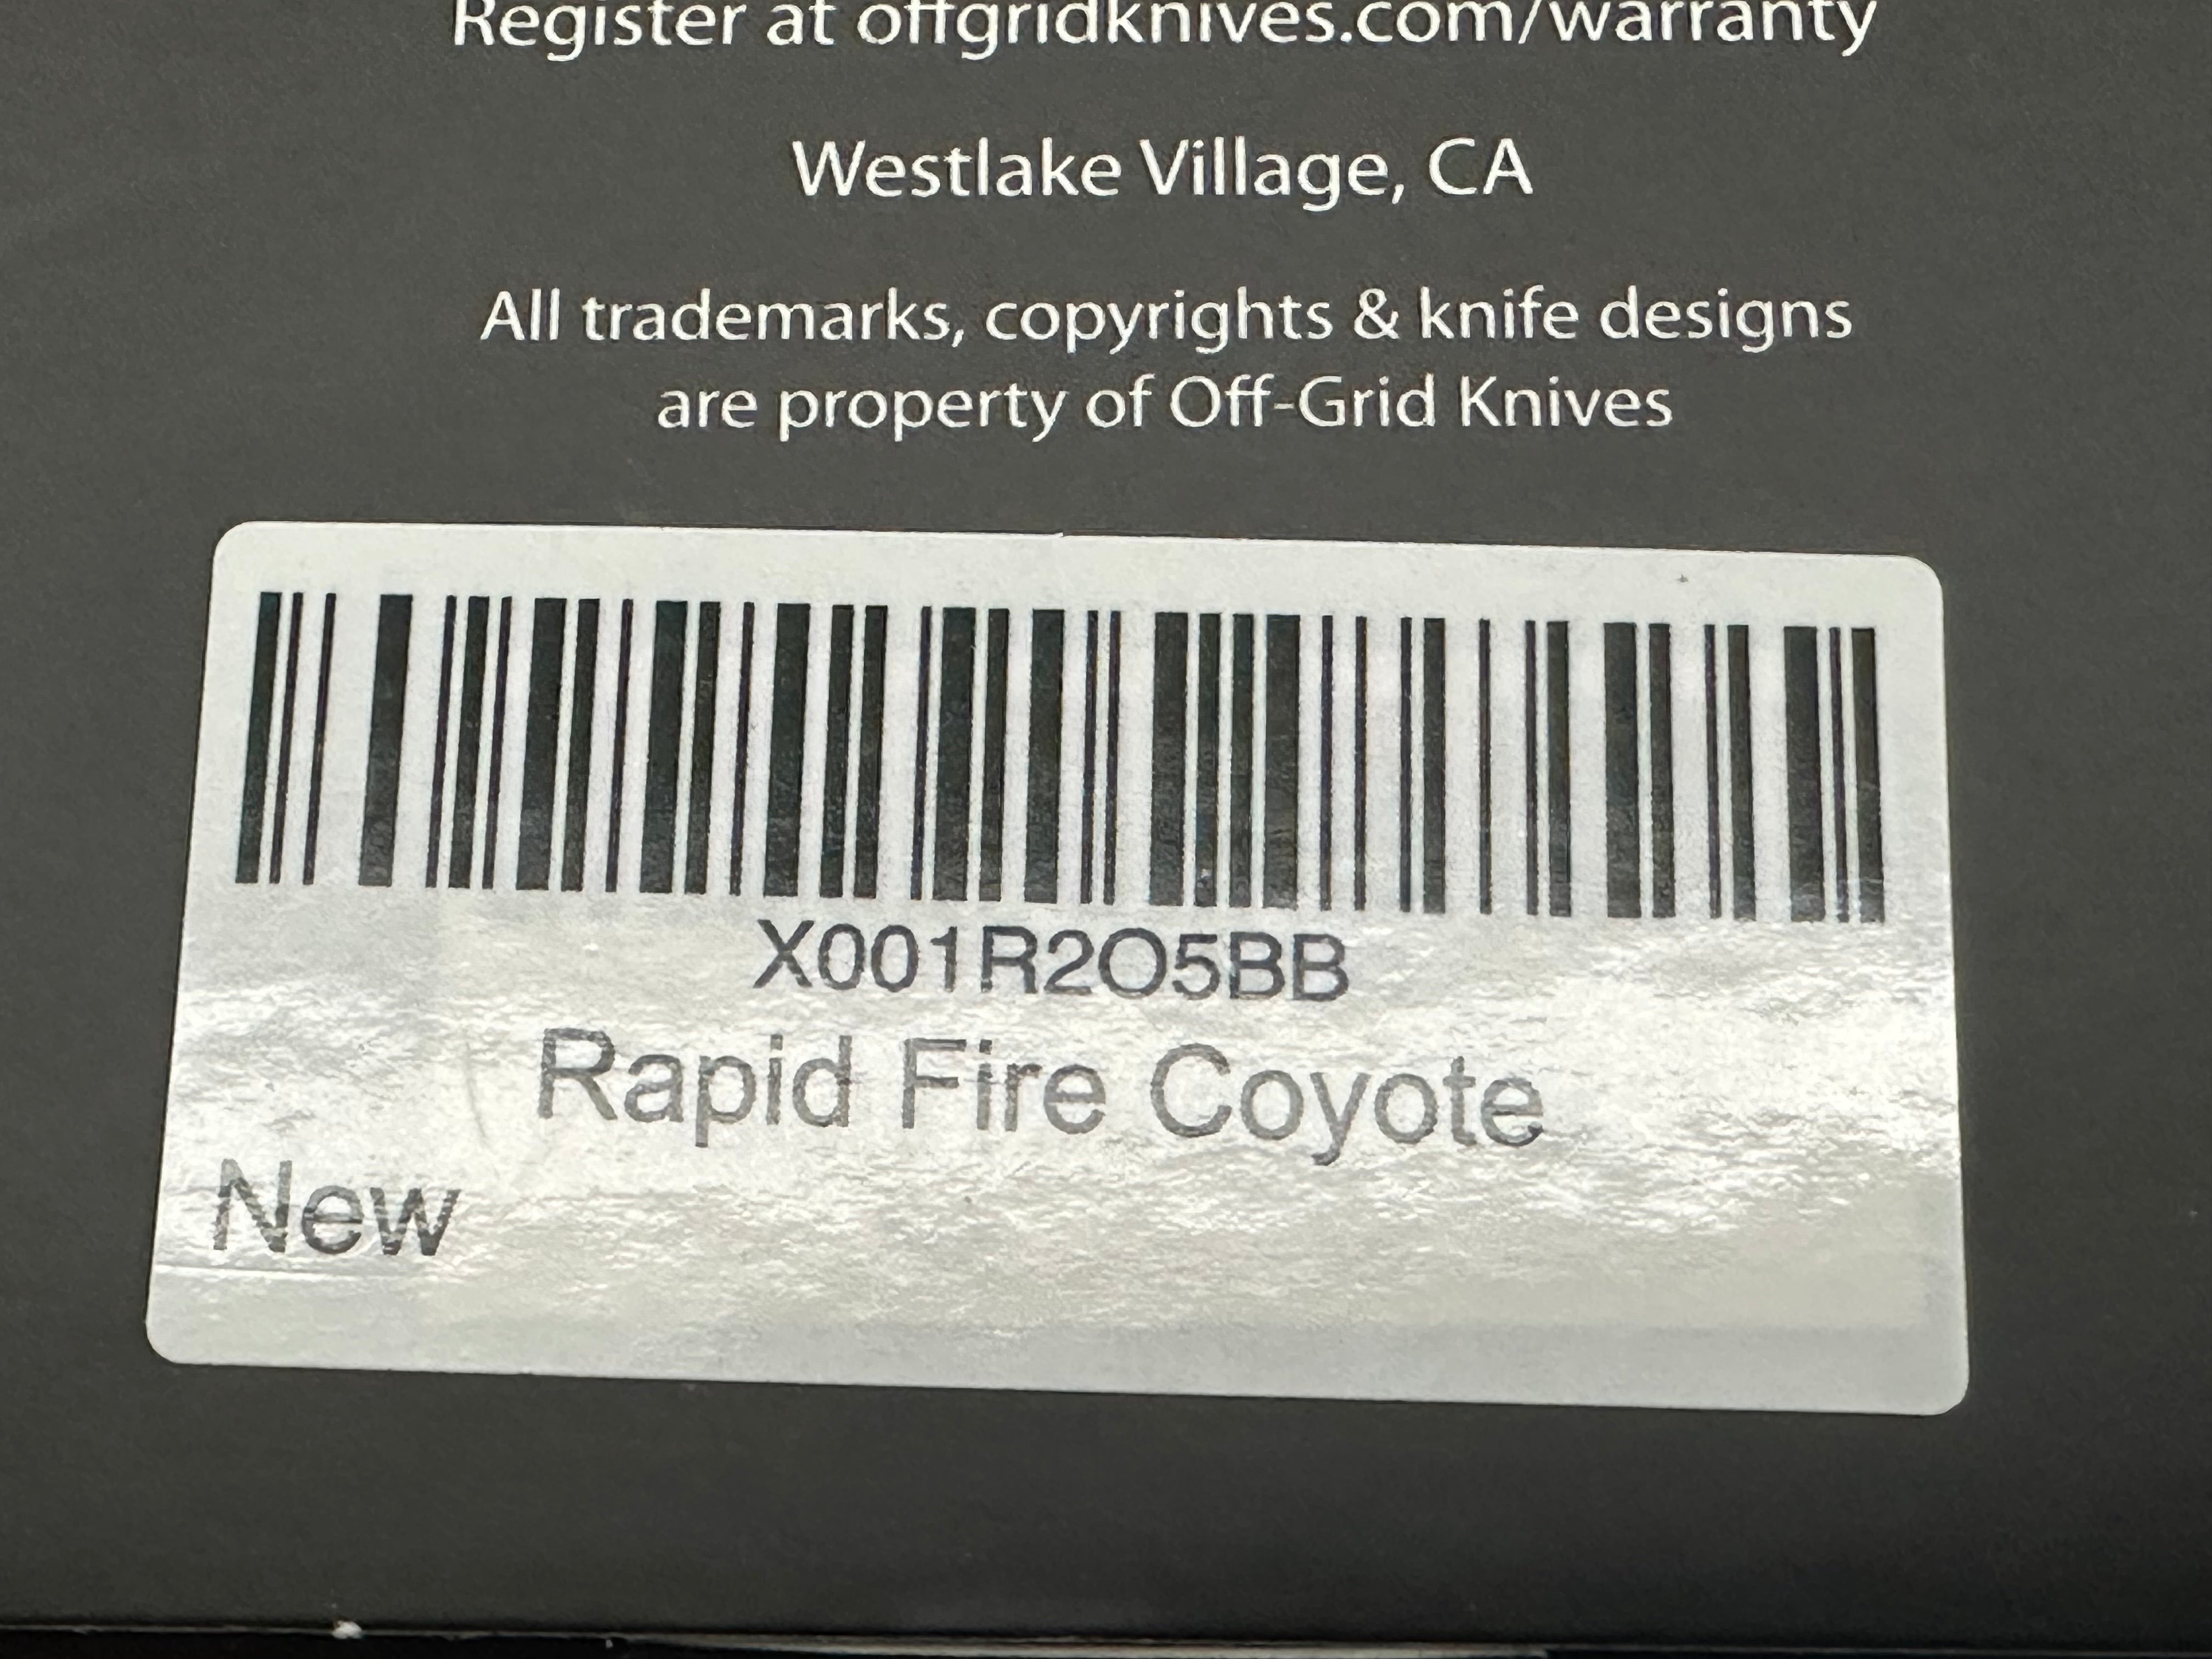 Register at offgridknives.com/warranty
Westlake Village, CA
All trademarks, copyrights & knife designs
are property of Off-Grid Knives
X001R2O5BB
Rapid Fire Coyote
New